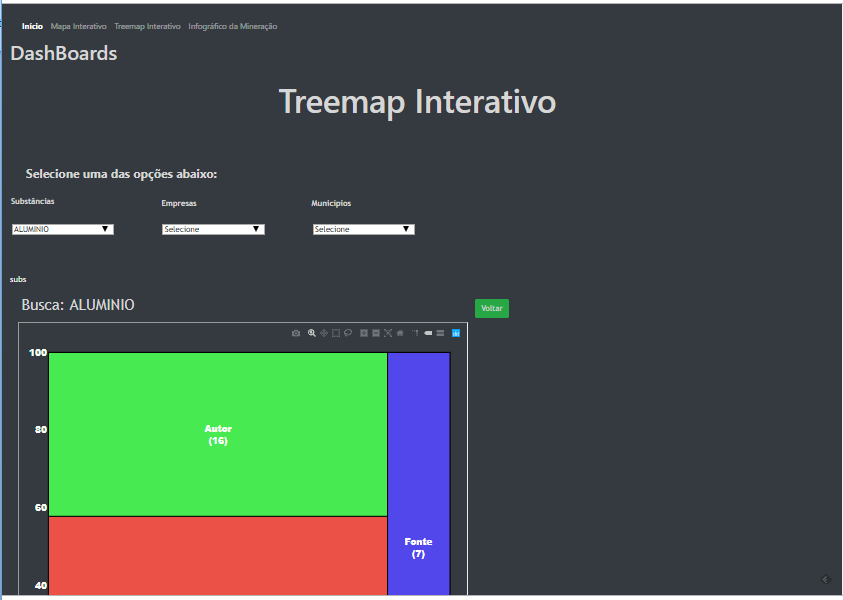 Início Mapa Interativo Treemap Interativo Infográfico da Mineração
DashBoards
Treemap Interativo
Selecione uma das opções abaixo:
Substâncias Empresas Municípios
ALUMINIO ▼ Selecione ▼ Selecione ▼
subs
Busca: ALUMINIO Voltar
100
Autor
(16)
80
60
Fonte
(7)
40